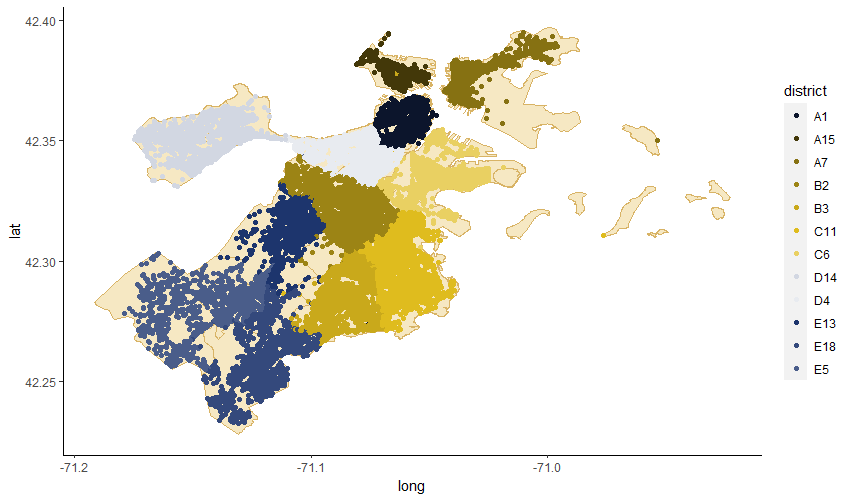 42.40
42.35
42.30
42.25
lat
-71.2
-71.1
-71.0
long
district
A1
A15
A7
B2
B3
C11
C6
D14
D4
E13
E18
E5